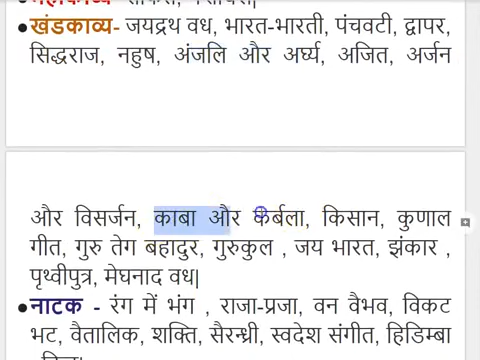 ●खंडकाव्य- जयद्रथ वध, भारत-भारती, पंचवटी, द्वापर,
सिद्धराज, नहुष, अंजलि और अर्घ्य, अजित, अर्जन
और विसर्जन, काबा और कर्बला, किसान, कुणाल
गीत, गुरु तेग बहादुर, गुरुकुल , जय भारत, झंकार ,
पृथ्वीपुत्र, मेघनाद वध|
●नाटक - रंग में भंग , राजा-प्रजा, वन वैभव, विकट
भट, वैतालिक, शक्ति, सैरन्ध्री, स्वदेश संगीत, हिडिम्बा